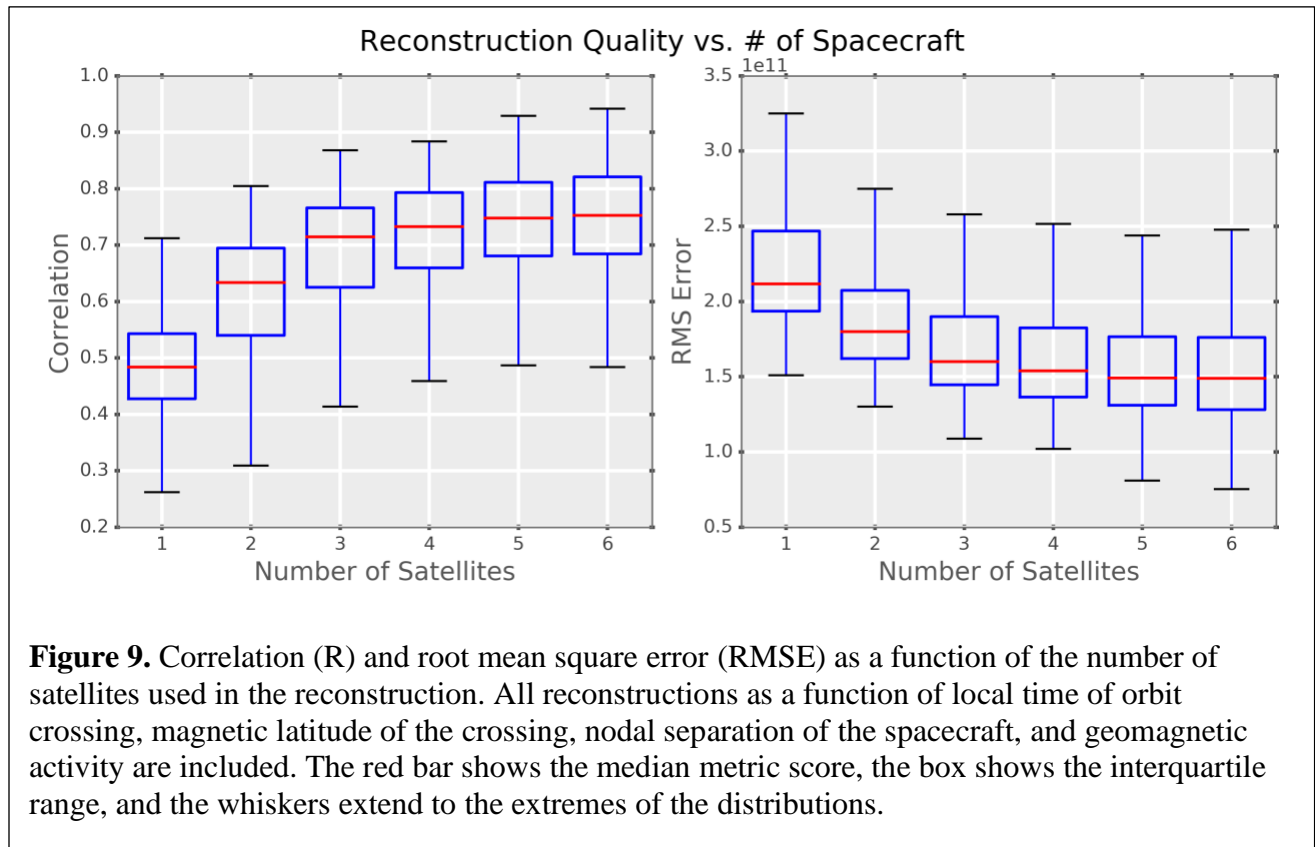 Reconstruction Quality vs. # of Spacecraft
1.0
0.9
0.8
0.7
0.6
0.5
0.4
0.3
0.2
Correlation
1 2 3 4 5 6
Number of Satellites
1e11
3.5
3.0
2.5
2.0
1.5
1.0
0.5
RMS Error
1 2 3 4 5 6
Number of Satellites
Figure 9. Correlation (R) and root mean square error (RMSE) as a function of the number of
satellites used in the reconstruction. All reconstructions as a function of local time of orbit
crossing, magnetic latitude of the crossing, nodal separation of the spacecraft, and geomagnetic
activity are included. The red bar shows the median metric score, the box shows the interquartile
range, and the whiskers extend to the extremes of the distributions.